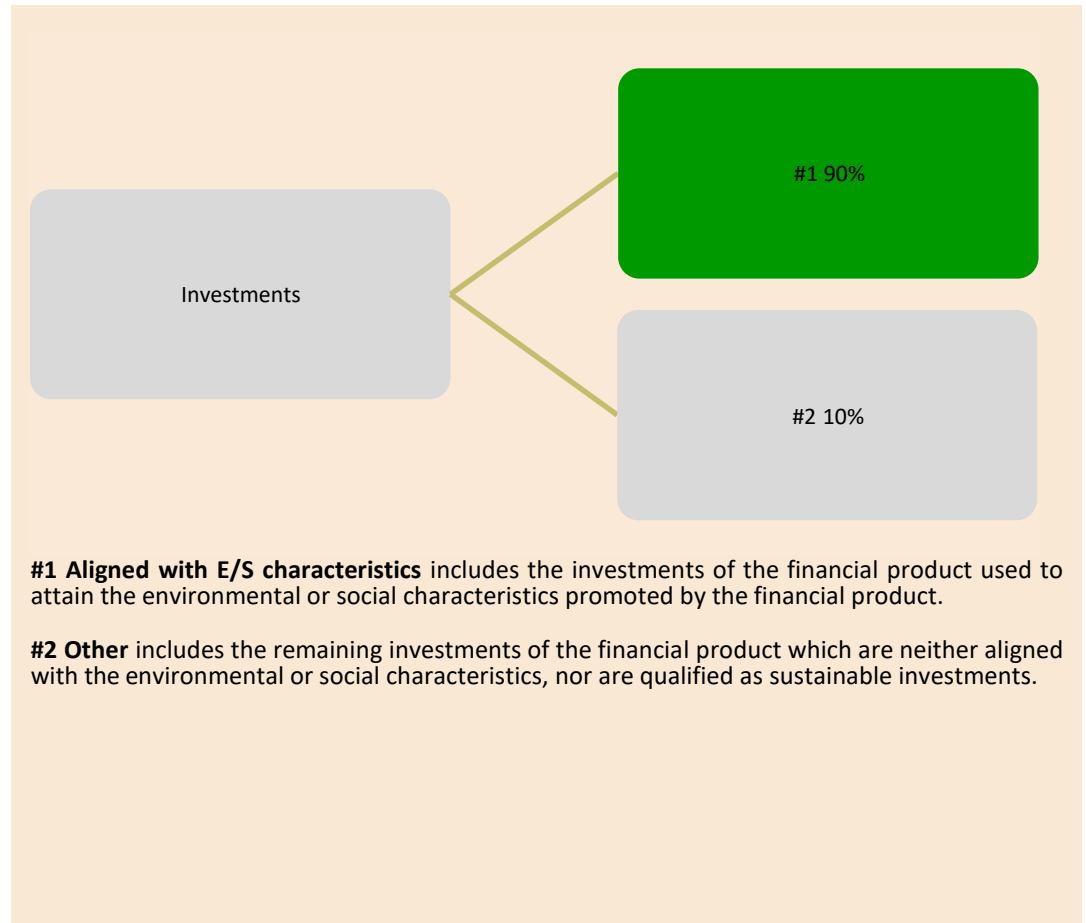 #1 90%
Investments
#2 10%
#1 Aligned with E/S characteristics includes the investments of the financial product used to
attain the environmental or social characteristics promoted by the financial product.
#2 Other includes the remaining investments of the financial product which are neither aligned
with the environmental or social characteristics, nor are qualified as sustainable investments.